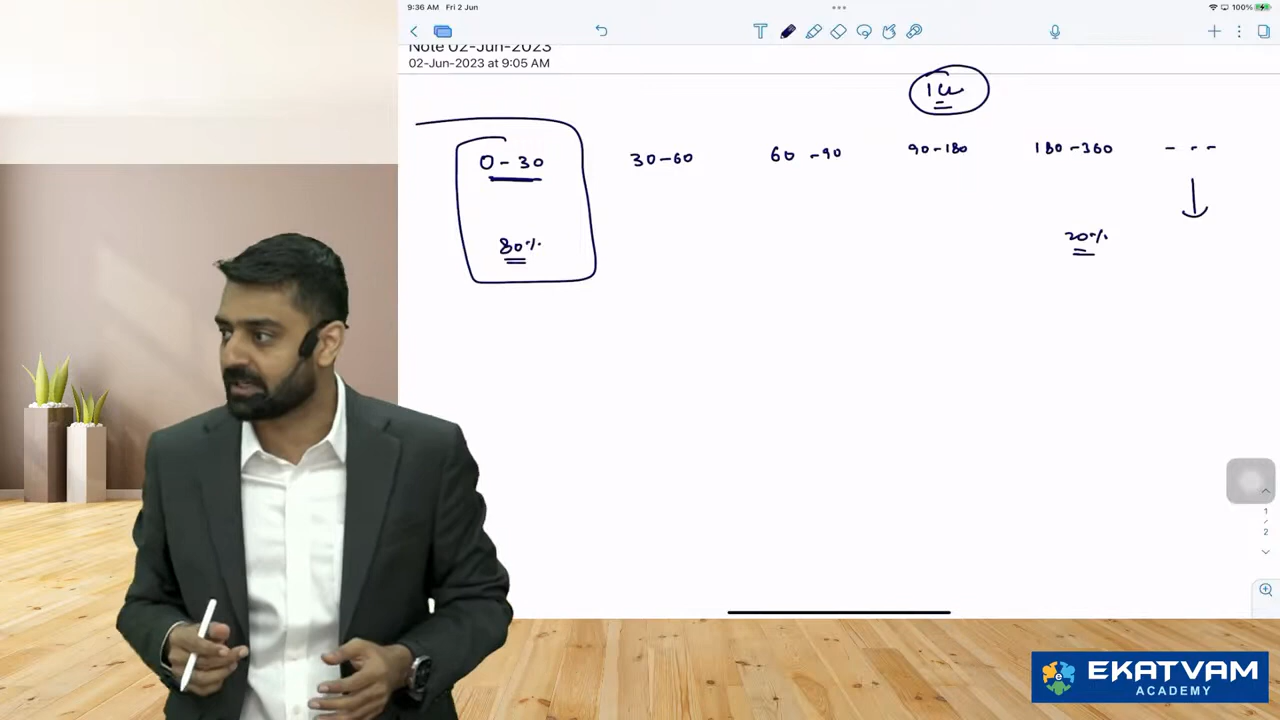 9:36 AM Fri 2 Jun
100%
Note 02-Jun-2023
02-Jun-2023 at 9:05 AM
0-30 30-60 60-90 90-180 180-360 ---
80% 20%
1
/
2
EKATVAM
ACADEMY